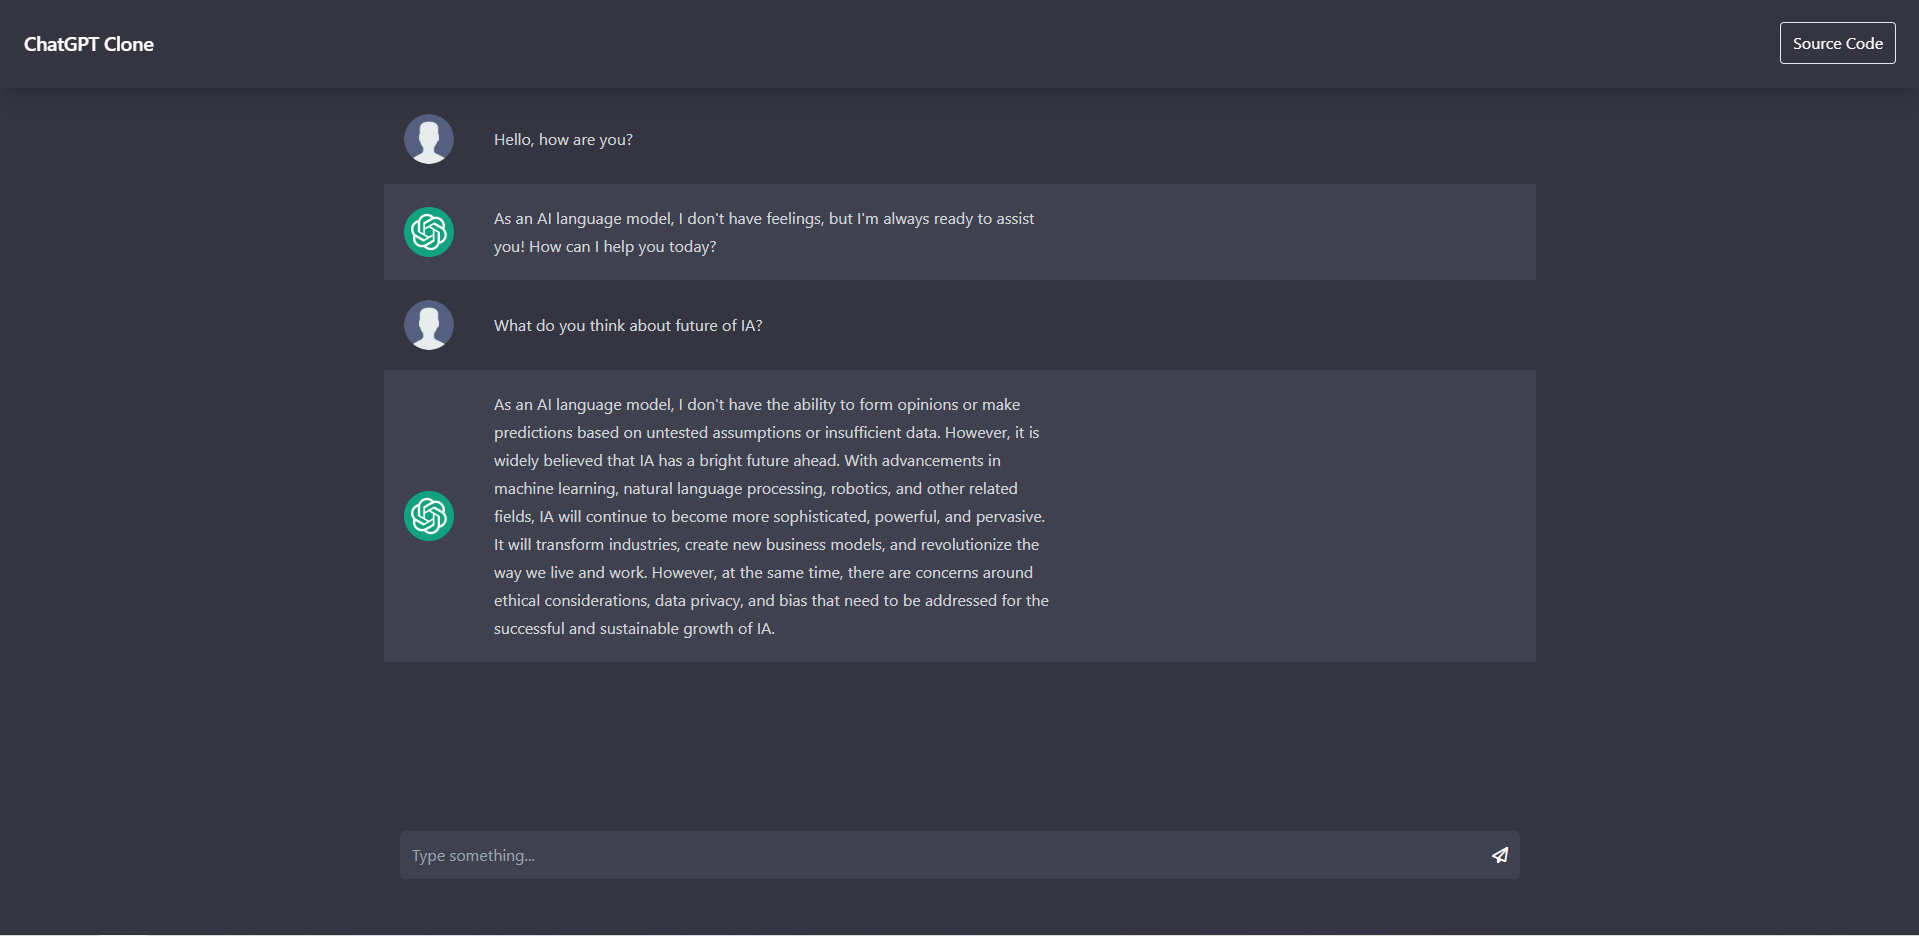 ChatGPT Clone
Source Code
Hello, how are you?
As an AI language model, I don't have feelings, but I'm always ready to assist
you! How can I help you today?
What do you think about future of IA?
As an AI language model, I don't have the ability to form opinions or make
predictions based on untested assumptions or insufficient data. However, it is
widely believed that IA has a bright future ahead. With advancements in
machine learning, natural language processing, robotics, and other related
fields, IA will continue to become more sophisticated, powerful, and pervasive.
It will transform industries, create new business models, and revolutionize the
way we live and work. However, at the same time, there are concerns around
ethical considerations, data privacy, and bias that need to be addressed for the
successful and sustainable growth of IA.
Type something...